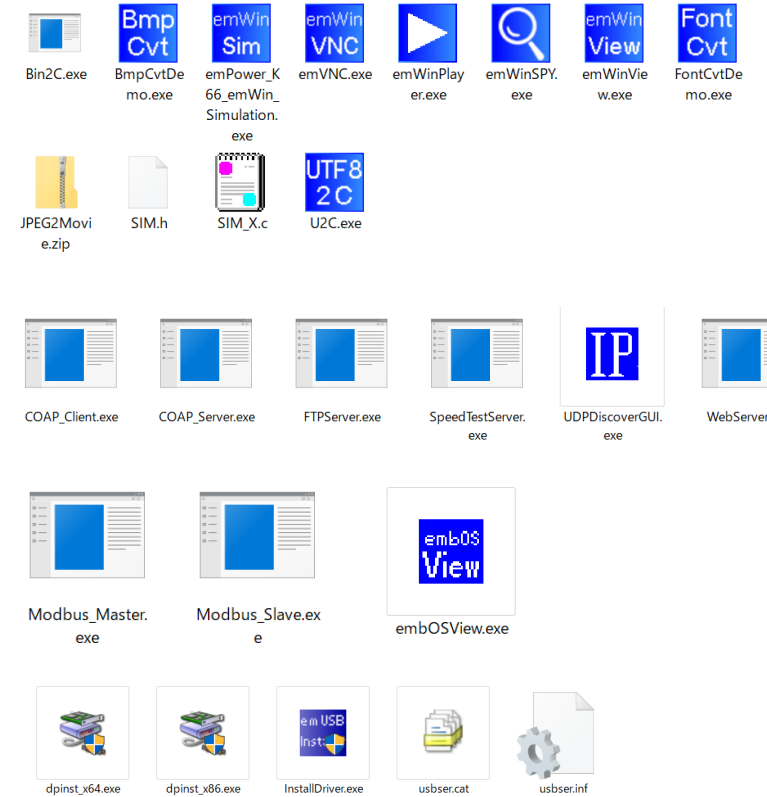 Bmp
Cvt
emWin
Sim
emWin
VNC
emWin
View
Font
Cvt
Bin2C.exe
BmpCvtDe
mo.exe
emPower_K
66_emWin_
Simulation.
exe
emVNC.exe
emWinPlay
er.exe
emWinSPY.
exe
emWinVie
w.exe
FontCvtDe
mo.exe
UTF8
2C
JPEG2Movi
e.zip
SIM.h
SIM_X.c
U2C.exe
IP
COAP_Client.exe
COAP_Server.exe
FTPServer.exe
SpeedTestServer.
exe
UDPDiscoverGUI.
exe
WebServer
embOS
View
Modbus_Master.
exe
Modbus_Slave.ex
e
embOSView.exe
em USB
Inst
dpinst_x64.exe
dpinst_x86.exe
InstallDriver.exe
usbser.cat
usbser.inf